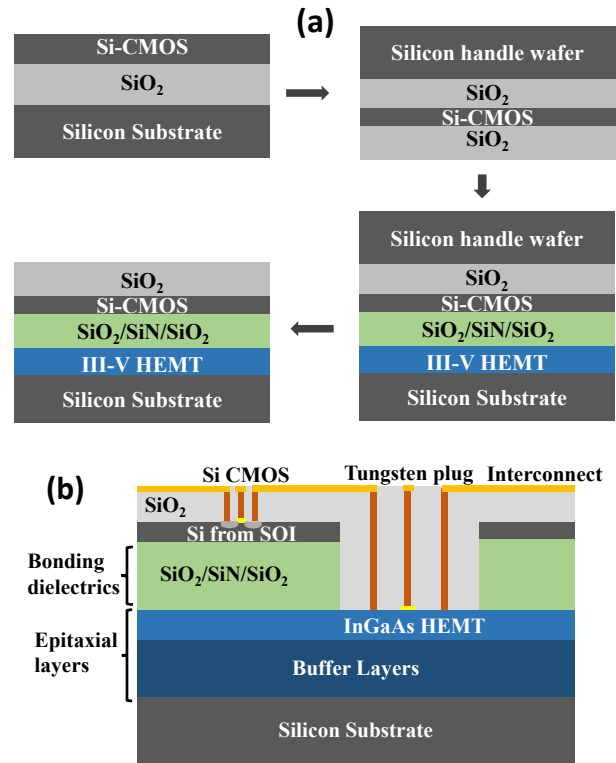 (a)
Si-CMOS
SiO₂
Silicon Substrate
Silicon handle wafer
SiO₂
Si-CMOS
SiO₂
Silicon handle wafer
SiO₂
Si-CMOS
SiO₂/SiN/SiO₂
III-V HEMT
Silicon Substrate
SiO₂
Si-CMOS
SiO₂/SiN/SiO₂
III-V HEMT
Silicon Substrate
(b)
Si CMOS
Tungsten plug
Interconnect
SiO₂
Si from SOI
Bonding
dielectrics
SiO₂/SiN/SiO₂
Epitaxial
layers
InGaAs HEMT
Buffer Layers
Silicon Substrate